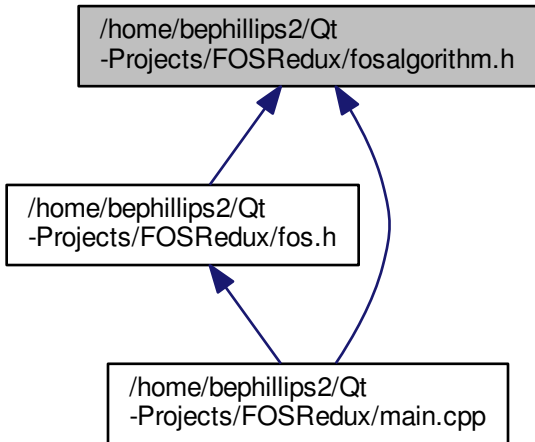 /home/bephillips2/Qt
-Projects/FOSRedux/fosalgorithm.h
/home/bephillips2/Qt
-Projects/FOSRedux/fos.h
/home/bephillips2/Qt
-Projects/FOSRedux/main.cpp